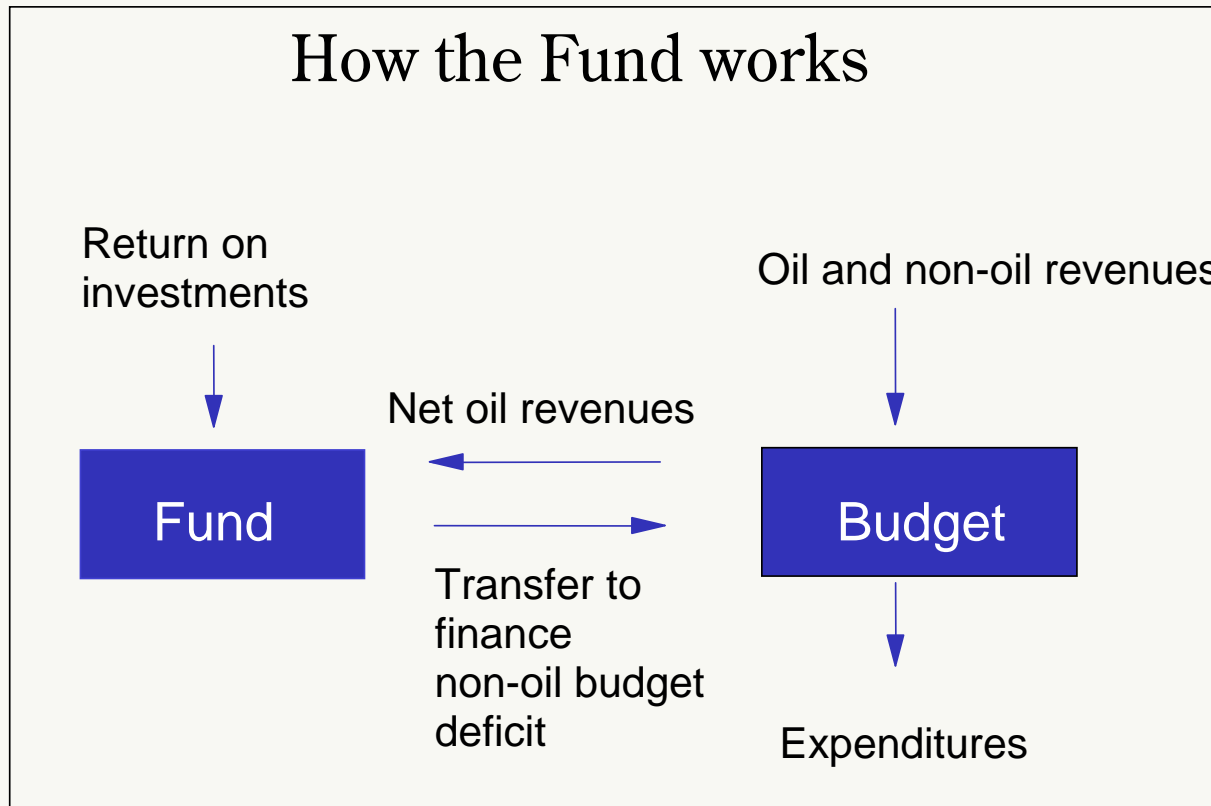 How the Fund works
Return on
investments
Oil and non-oil revenues
Net oil revenues
Fund
Budget
Transfer to
finance
non-oil budget
deficit
Expenditures